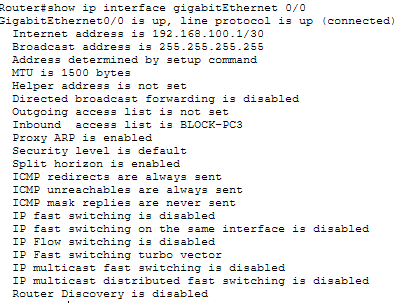 Router#show ip interface gigabitEthernet 0/0
GigabitEthernet0/0 is up, line protocol is up (connected)
  Internet address is 192.168.100.1/30
  Broadcast address is 255.255.255.255
  Address determined by setup command
  MTU is 1500 bytes
  Helper address is not set
  Directed broadcast forwarding is disabled
  Outgoing access list is not set
  Inbound  access list is BLOCK-PC3
  Proxy ARP is enabled
  Security level is default
  Split horizon is enabled
  ICMP redirects are always sent
  ICMP unreachables are always sent
  ICMP mask replies are never sent
  IP fast switching is disabled
  IP fast switching on the same interface is disabled
  IP Flow switching is disabled
  IP Fast switching turbo vector
  IP multicast fast switching is disabled
  IP multicast distributed fast switching is disabled
  Router Discovery is disabled